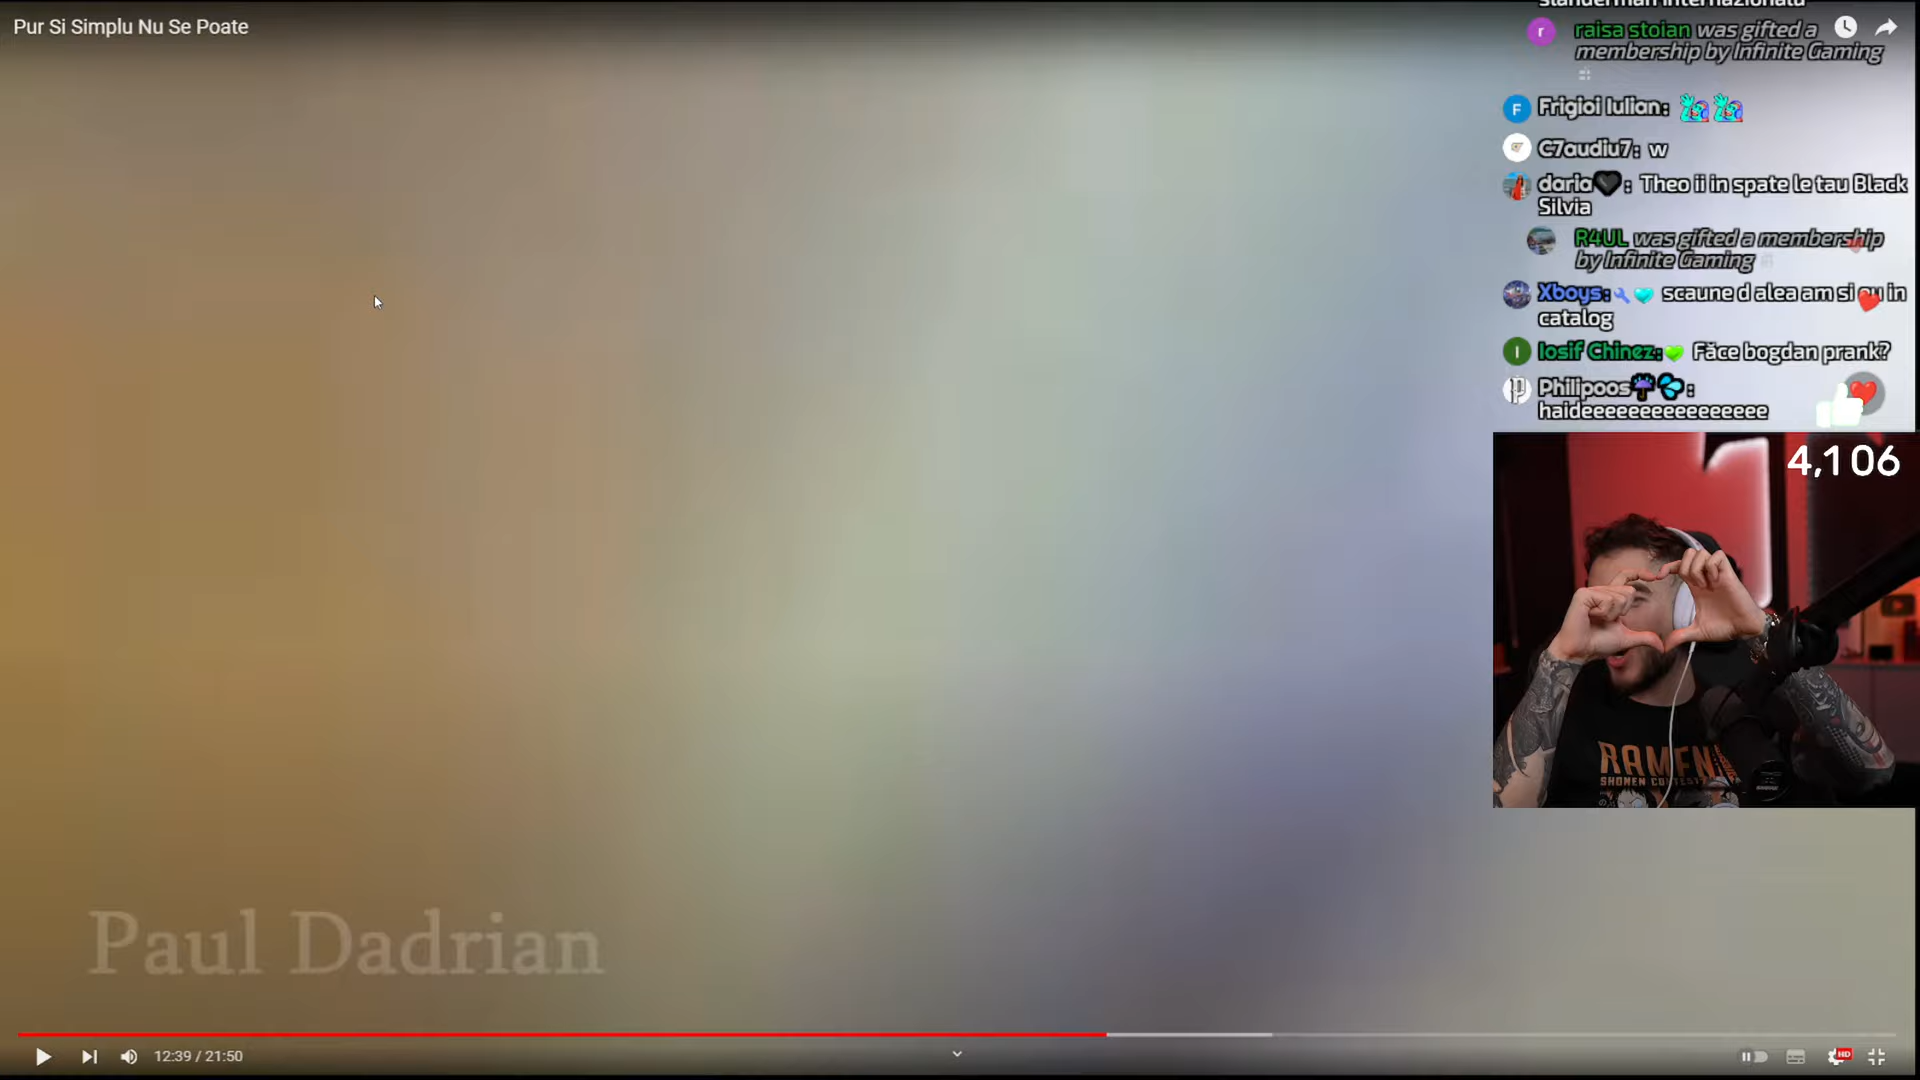 Pur Si Simplu Nu Se Poate
raisa stoian was gifted a
membership by Infinite Gaming
Frigioi Iulian:
C7audiu7: w
daria🖤: Theo ii in spate le tau Black
Silvia
R4UL was gifted a membership
by Infinite Gaming
Xboys: scaune d alea am si eu in
catalog
Iosif Chinez: Făce bogdan prank?
Philipoos☔💦:
haideeeeeeeeeeeeeeee
4,106
RAMEN
Paul Dadrian
12:39 / 21:50
HD